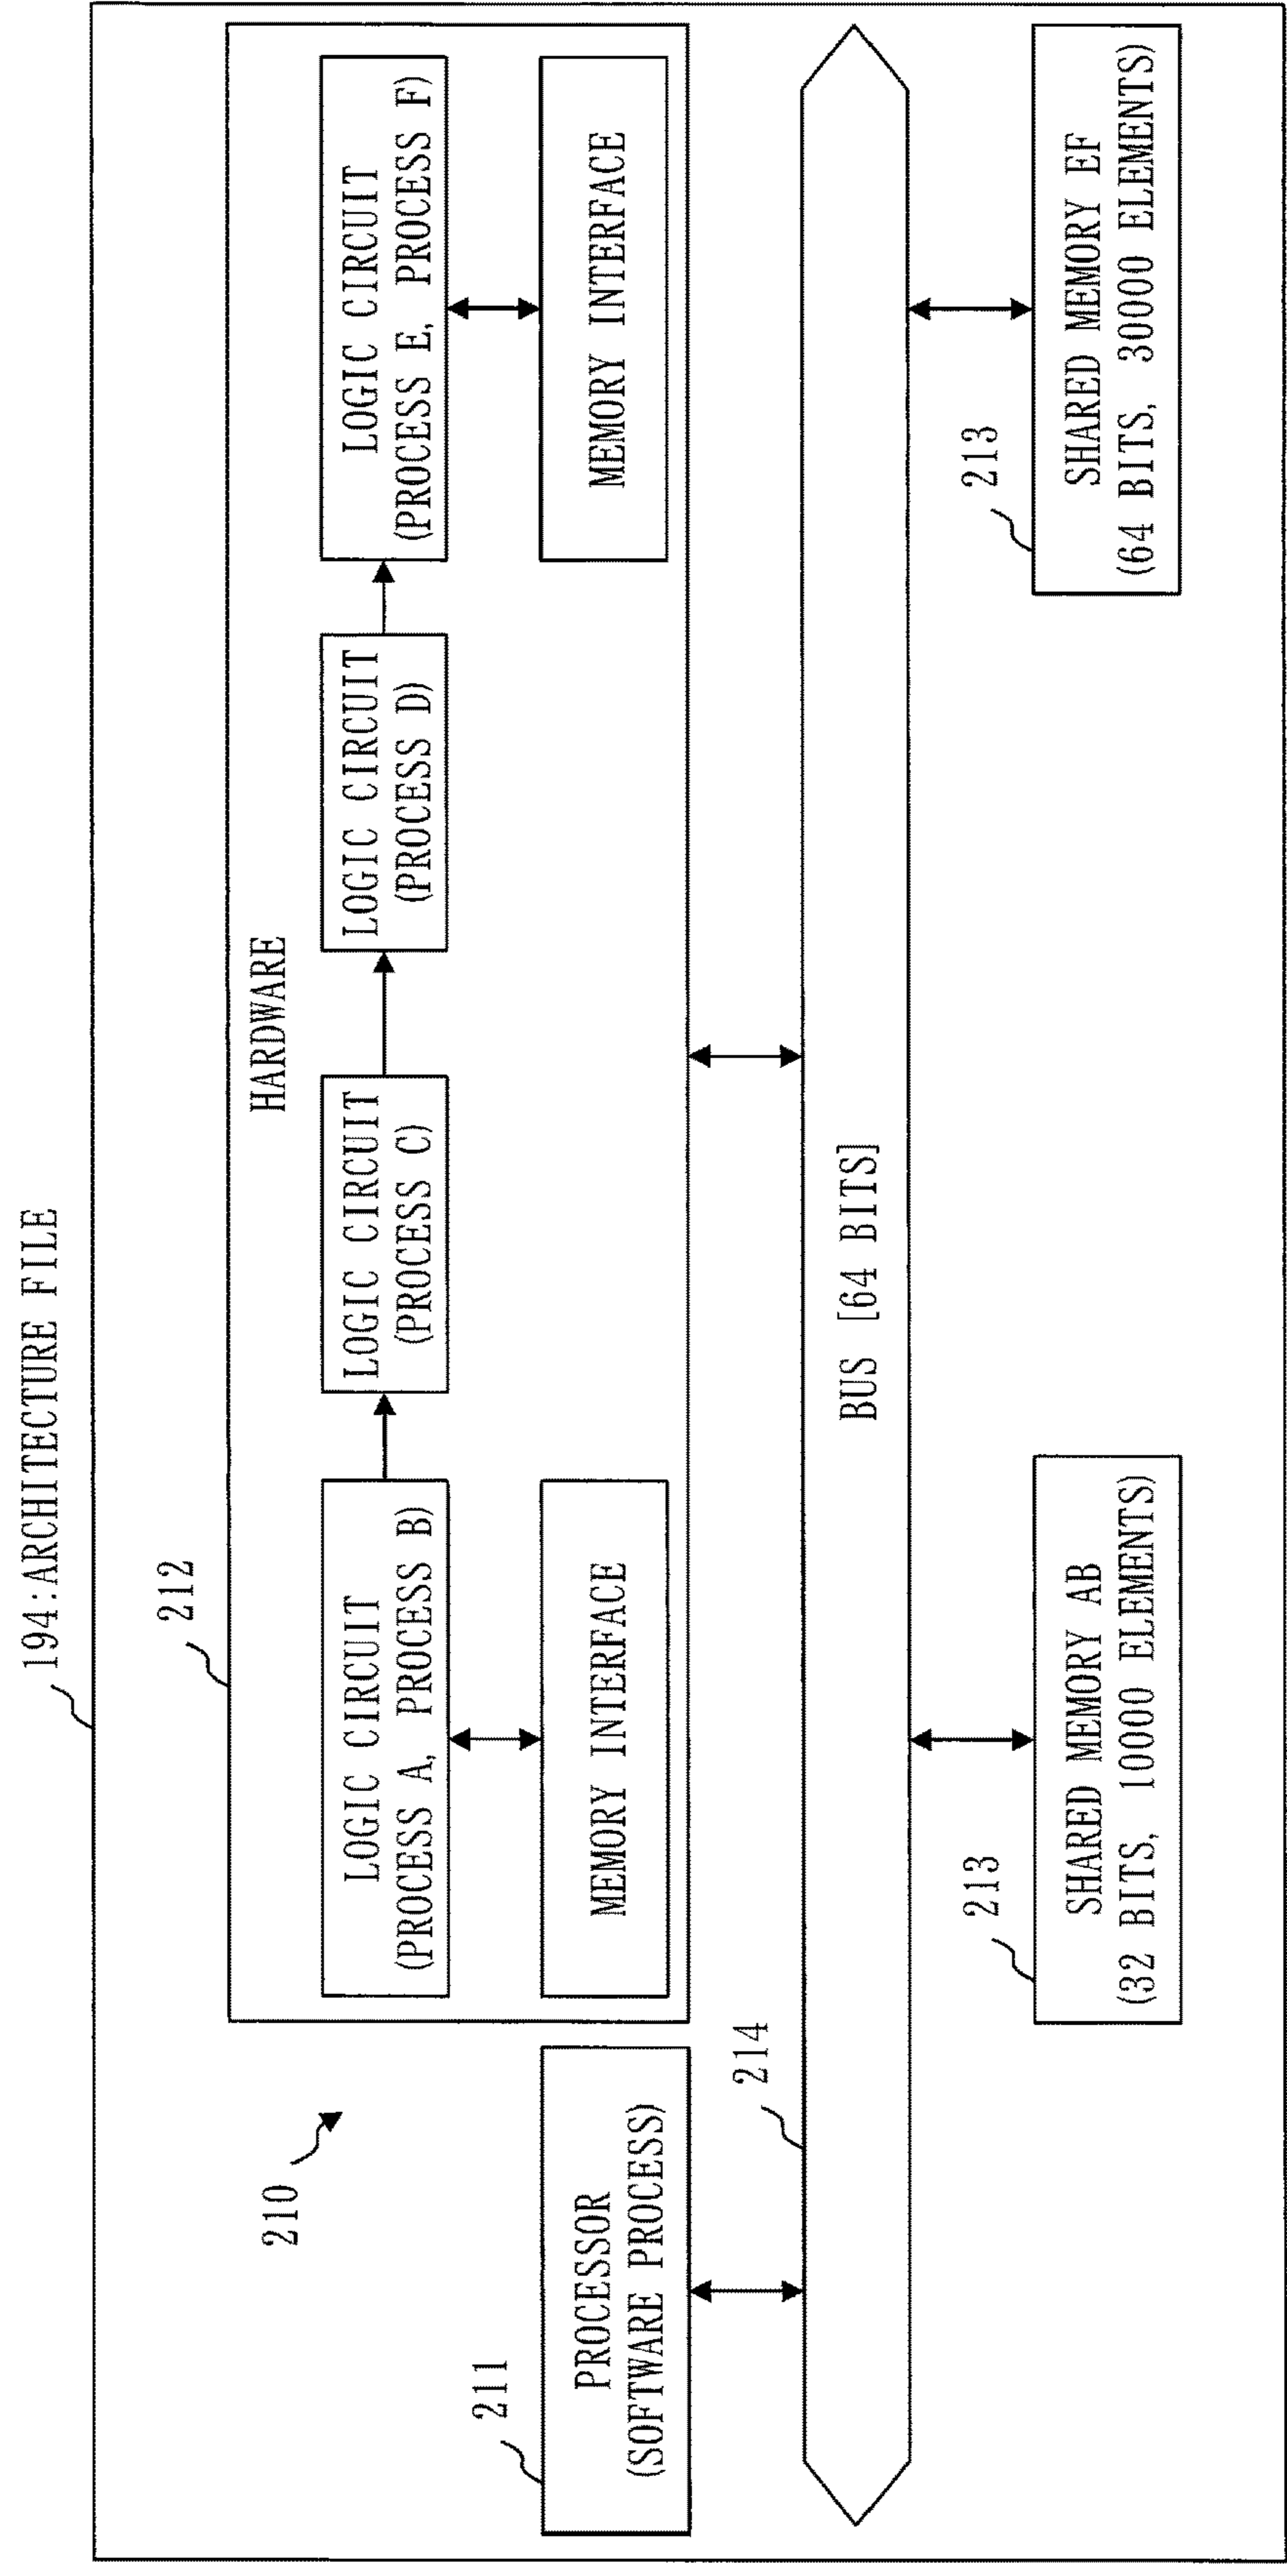 194:ARCHITECTURE FILE
210
212
HARDWARE
LOGIC CIRCUIT
(PROCESS A, PROCESS B)
LOGIC CIRCUIT
(PROCESS C)
LOGIC CIRCUIT
(PROCESS D)
LOGIC CIRCUIT
(PROCESS E, PROCESS F)
211
PROCESSOR
(SOFTWARE PROCESS)
MEMORY INTERFACE
MEMORY INTERFACE
214
BUS [64 BITS]
213
SHARED MEMORY AB
(32 BITS, 10000 ELEMENTS)
213
SHARED MEMORY EF
(64 BITS, 30000 ELEMENTS)